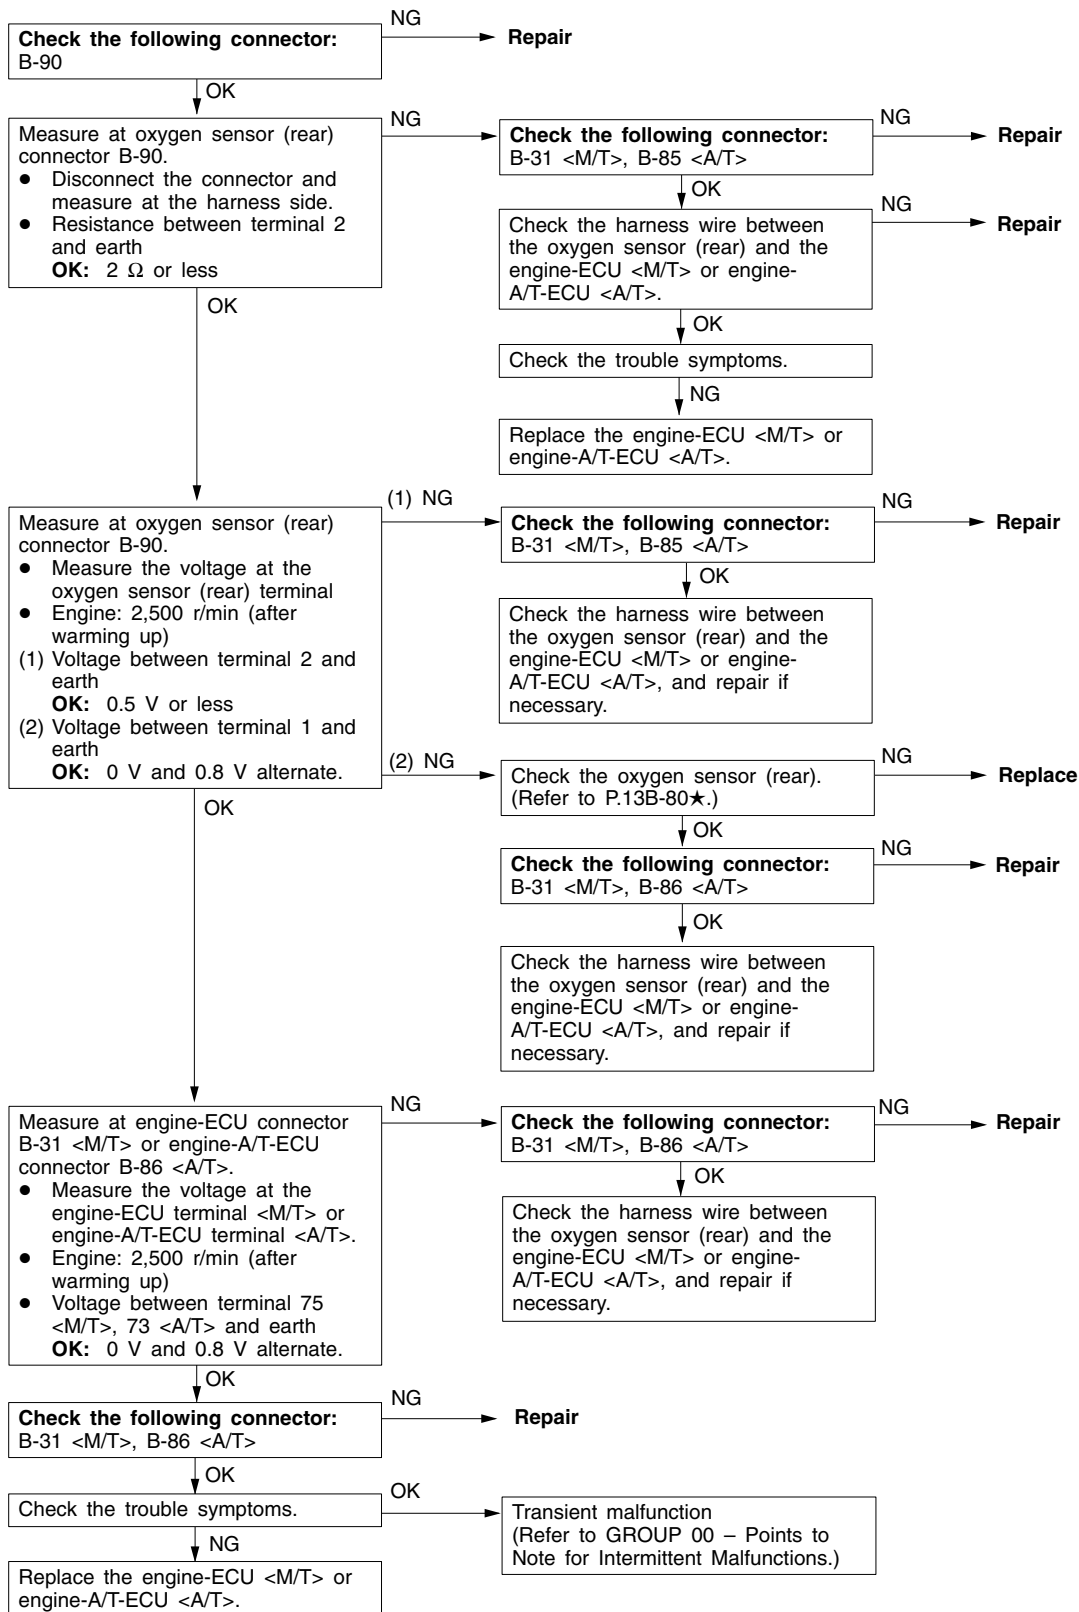 NG
Check the following connector:
B-90
Repair
OK
Measure at oxygen sensor (rear)
connector B-90.
● Disconnect the connector and
measure at the harness side.
● Resistance between terminal 2
and earth
OK: 2 Ω or less
NG
Check the following connector:
B-31 <M/T>, B-85 <A/T>
NG
Repair
OK
Check the harness wire between
the oxygen sensor (rear) and the
engine-ECU <M/T> or engine-
A/T-ECU <A/T>.
NG
Repair
OK
Check the trouble symptoms.
NG
Replace the engine-ECU <M/T> or
engine-A/T-ECU <A/T>.
OK
Measure at oxygen sensor (rear)
connector B-90.
● Measure the voltage at the
oxygen sensor (rear) terminal
● Engine: 2,500 r/min (after
warming up)
(1) Voltage between terminal 2 and
earth
OK: 0.5 V or less
(2) Voltage between terminal 1 and
earth
OK: 0 V and 0.8 V alternate.
(1) NG
Check the following connector:
B-31 <M/T>, B-85 <A/T>
NG
Repair
OK
Check the harness wire between
the oxygen sensor (rear) and the
engine-ECU <M/T> or engine-
A/T-ECU <A/T>, and repair if
necessary.
(2) NG
Check the oxygen sensor (rear).
(Refer to P.13B-80★.)
NG
Replace
OK
Check the following connector:
B-31 <M/T>, B-86 <A/T>
NG
Repair
OK
Check the harness wire between
the oxygen sensor (rear) and the
engine-ECU <M/T> or engine-
A/T-ECU <A/T>, and repair if
necessary.
OK
Measure at engine-ECU connector
B-31 <M/T> or engine-A/T-ECU
connector B-86 <A/T>.
● Measure the voltage at the
engine-ECU terminal <M/T> or
engine-A/T-ECU terminal <A/T>.
● Engine: 2,500 r/min (after
warming up)
● Voltage between terminal 75
<M/T>, 73 <A/T> and earth
OK: 0 V and 0.8 V alternate.
NG
Check the following connector:
B-31 <M/T>, B-86 <A/T>
NG
Repair
OK
Check the harness wire between
the oxygen sensor (rear) and the
engine-ECU <M/T> or engine-
A/T-ECU <A/T>, and repair if
necessary.
OK
Check the following connector:
B-31 <M/T>, B-86 <A/T>
NG
Repair
OK
Check the trouble symptoms.
OK
Transient malfunction
(Refer to GROUP 00 – Points to
Note for Intermittent Malfunctions.)
NG
Replace the engine-ECU <M/T> or
engine-A/T-ECU <A/T>.